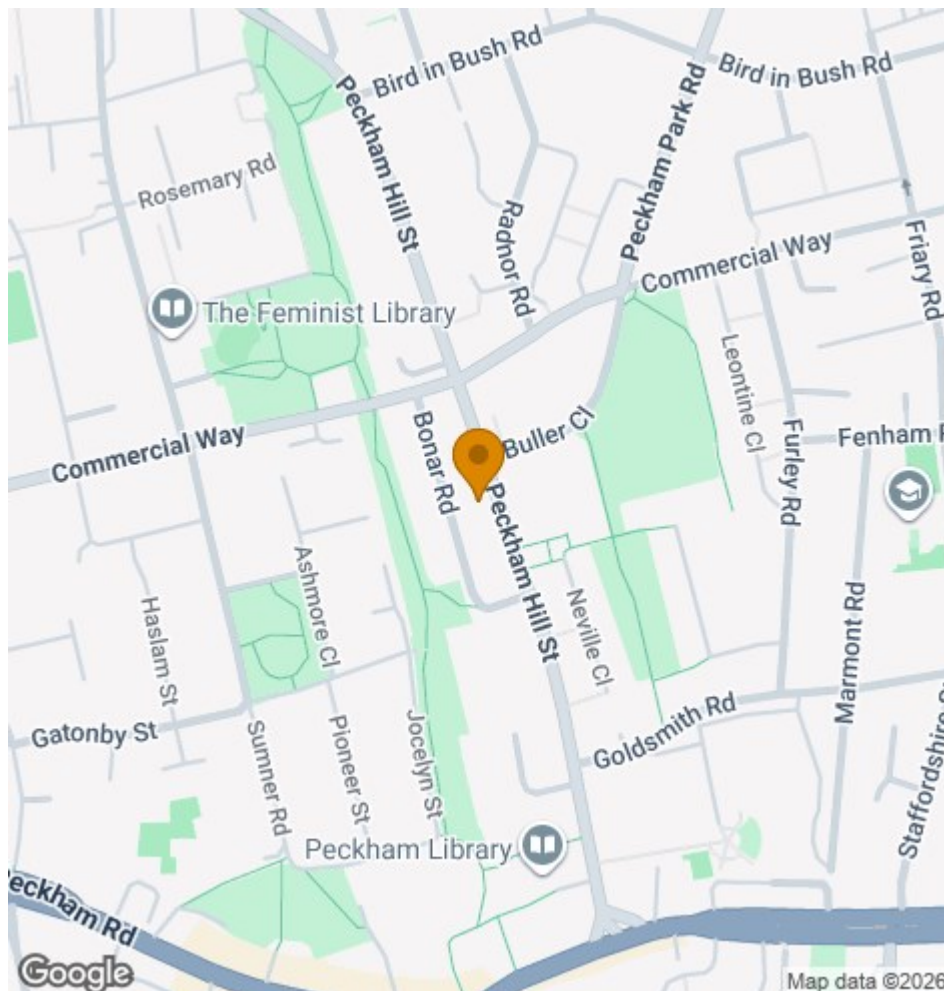 Bird in Bush Rd
Bird in Bush Rd
Peckham Hill St
Peckham Park Rd
Rosemary Rd
Radnor Rd
Commercial Way
Friary Rd
The Feminist Library
Leontine Cl
Commercial Way
Bonar Rd
Buller Cl
Furley Rd
Fenham
Peckham Hill St
Ashmore Cl
Haslam St
Neville Cl
Marmont Rd
Gatonby St
Sumner Rd
Pioneer St
Jocelyn St
Goldsmith Rd
Staffordshire
Peckham Library
Peckham Rd
Google
Map data ©2026